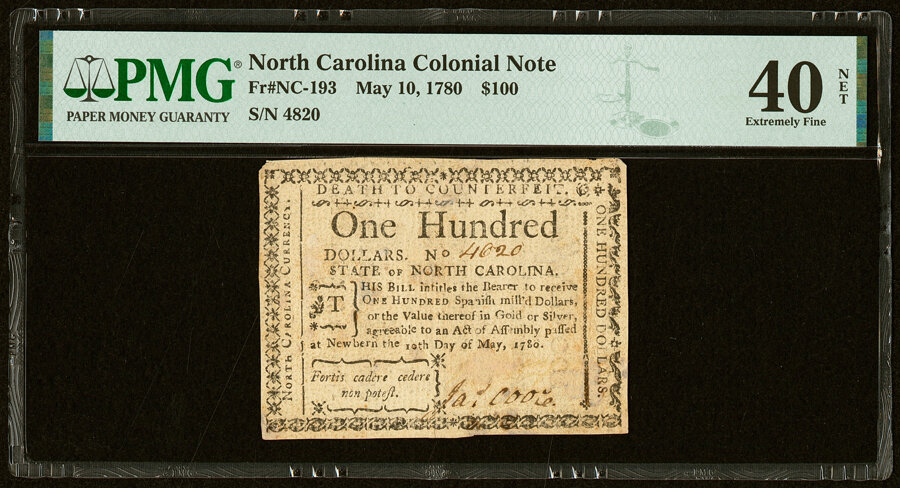 PMG®
PAPER MONEY GUARANTY
North Carolina Colonial Note
Fr#NC-193 May 10, 1780 $100
S/N 4820
40
NET
Extremely Fine
DEATH TO COUNTERFEIT.
NORTH CAROLINA CURRENCY.
One Hundred
DOLLARS. No 4820
STATE OF NORTH CAROLINA.
THIS BILL intitles the Bearer to receive
ONE HUNDRED Spanish mill'd Dollars,
or the Value thereof in Gold or Silver,
agreeable to an Act of Assembly passed
at Newbern the 10th Day of May, 1780.
Fortis cadere cedere
non potest.
ONE HUNDRED DOLLARS.